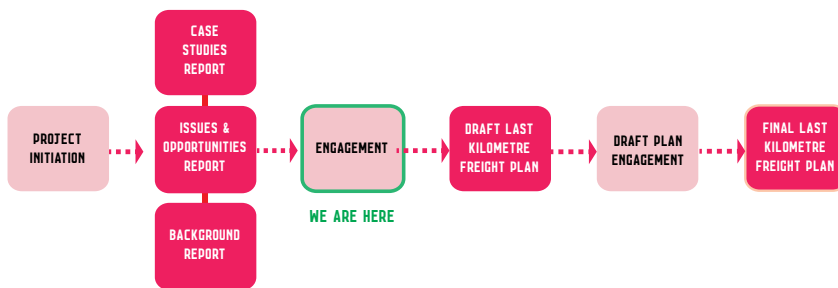 CASE
STUDIES
REPORT
PROTECT
INITIATION
ISSUES &
OPPORTUNITIES
REPORT
ENGAGEMENT
DRAFT LAST
KILOMETRE
FREIGHT PLAN
DRAFT PLAN
ENGAGEMENT
FINAL LAST
KILOMETRE
FREIGHT PLAN
WE ARE HERE
BACKGROUND
REPORT